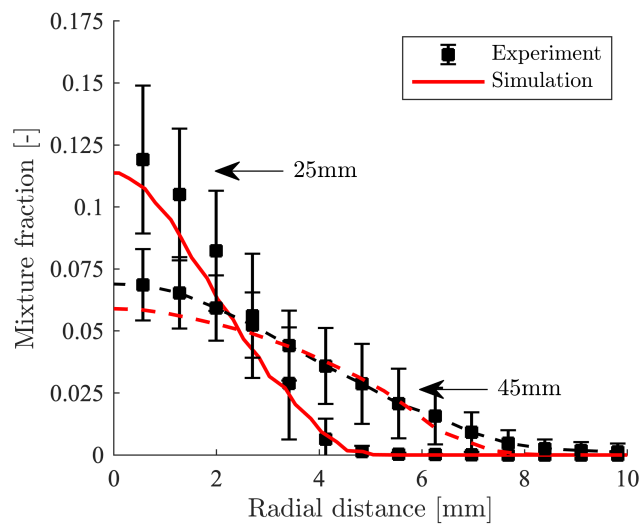 0.175
0.15
0.125
0.1
0.075
0.05
0.025
0
Mixture fraction [-]
Experiment
Simulation
25mm
45mm
0 2 4 6 8 10
Radial distance [mm]